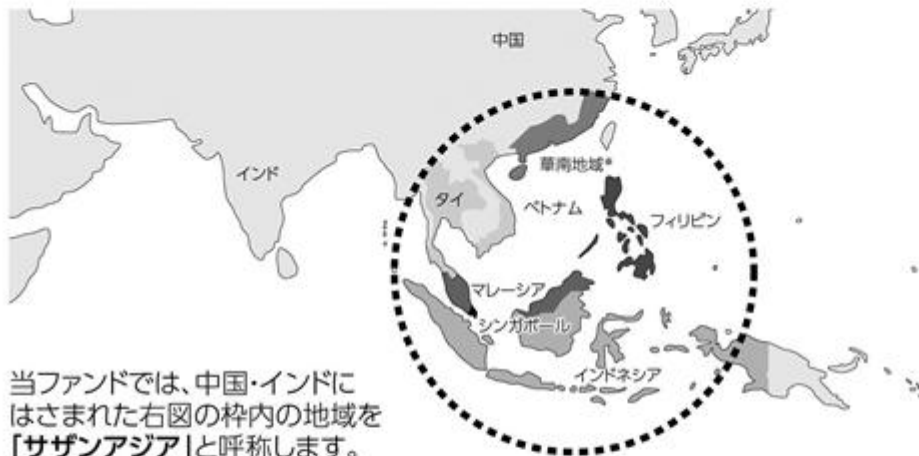 中国
インド
華南地域*
タイ
ベトナム
フィリピン
マレーシア
シンガポール
インドネシア
当ファンドでは、中国・インドに
はさまれた右図の枠内の地域を
「サザンアジア」と呼称します。